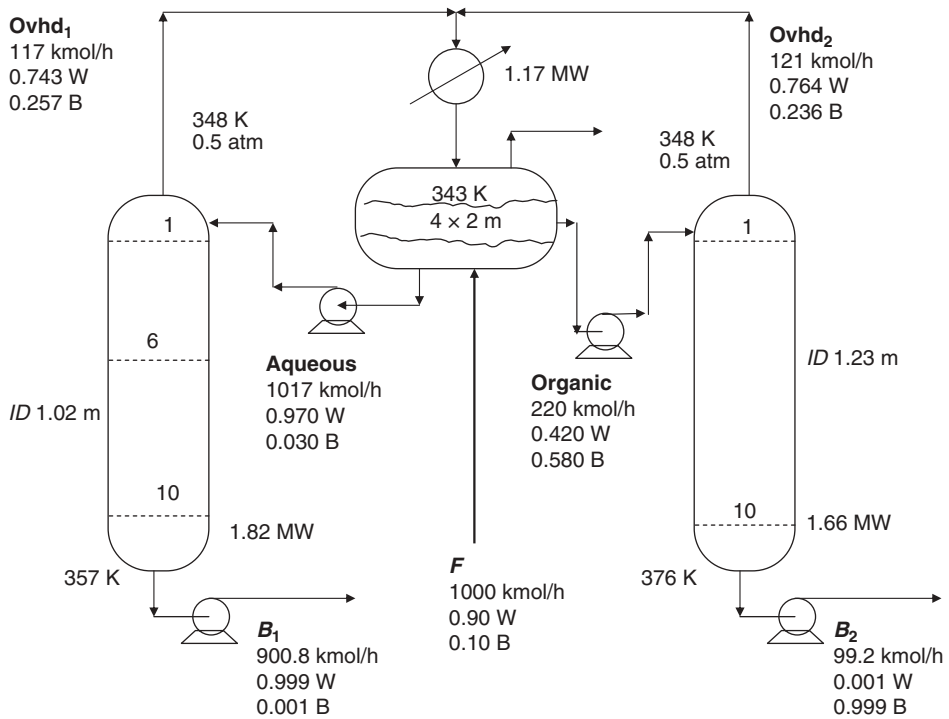 Ovhd1
117 kmol/h
0.743 W
0.257 B
348 K
0.5 atm
1.17 MW
Ovhd2
121 kmol/h
0.764 W
0.236 B
348 K
0.5 atm
343 K
4 × 2 m
1
6
10
ID 1.02 m
Aqueous
1017 kmol/h
0.970 W
0.030 B
Organic
220 kmol/h
0.420 W
0.580 B
1
10
ID 1.23 m
1.82 MW
1.66 MW
357 K
376 K
F
1000 kmol/h
0.90 W
0.10 B
B1
900.8 kmol/h
0.999 W
0.001 B
B2
99.2 kmol/h
0.001 W
0.999 B